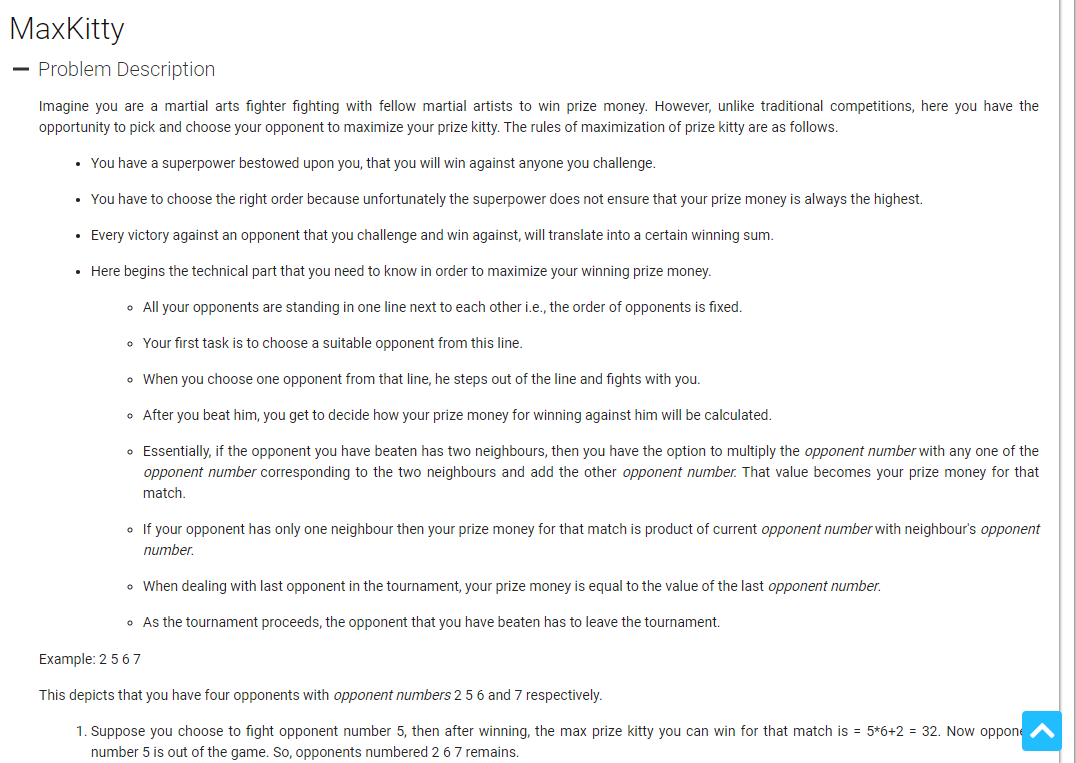 MaxKitty
Problem Description
Imagine you are a martial arts fighter fighting with fellow martial artists to win prize money. However, unlike traditional competitions, here you have the
opportunity to pick and choose your opponent to maximize your prize kitty. The rules of maximization of prize kitty are as follows.
• You have a superpower bestowed upon you, that you will win against anyone you challenge.
• You have to choose the right order because unfortunately the superpower does not ensure that your prize money is always the highest.
• Every victory against an opponent that you challenge and win against, will translate into a certain winning sum.
• Here begins the technical part that you need to know in order to maximize your winning prize money.
◦ All your opponents are standing in one line next to each other i.e., the order of opponents is fixed.
◦ Your first task is to choose a suitable opponent from this line.
◦ When you choose one opponent from that line, he steps out of the line and fights with you.
◦ After you beat him, you get to decide how your prize money for winning against him will be calculated.
◦ Essentially, if the opponent you have beaten has two neighbours, then you have the option to multiply the opponent number with any one of the
opponent number corresponding to the two neighbours and add the other opponent number. That value becomes your prize money for that
match.
◦ If your opponent has only one neighbour then your prize money for that match is product of current opponent number with neighbour's opponent
number.
◦ When dealing with last opponent in the tournament, your prize money is equal to the value of the last opponent number.
◦ As the tournament proceeds, the opponent that you have beaten has to leave the tournament.
Example: 2 5 6 7
This depicts that you have four opponents with opponent numbers 2 5 6 and 7 respectively.
1. Suppose you choose to fight opponent number 5, then after winning, the max prize kitty you can win for that match is = 5*6+2 = 32. Now
number 5 is out of the game. So, opponents numbered 2 6 7 remains.